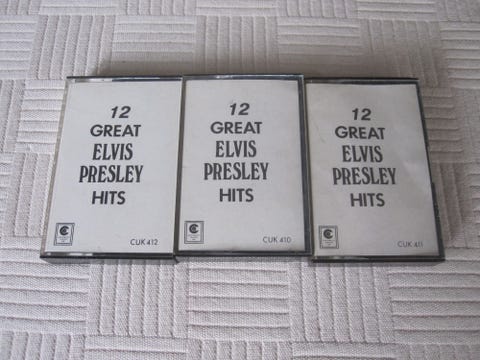 12
GREAT
ELVIS
PRESLEY
HITS
CUK 412
12
GREAT
ELVIS
PRESLEY
HITS
CUK 410
12
GREAT
ELVIS
PRESLEY
HITS
CUK 411